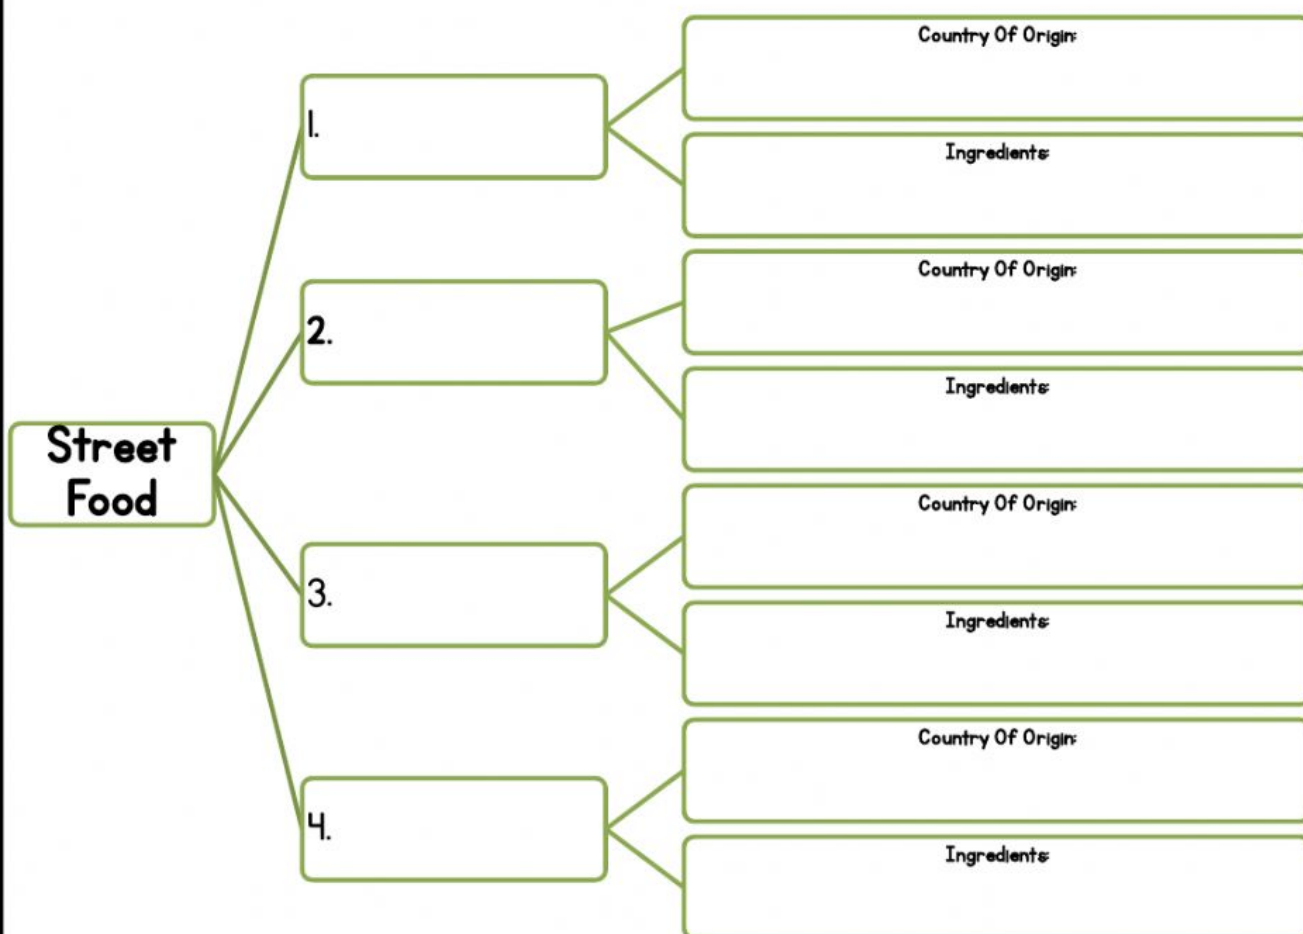 Street
Food
1.
Country Of Origin:
Ingredients:
2.
Country Of Origin:
Ingredients:
3.
Country Of Origin:
Ingredients:
4.
Country Of Origin:
Ingredients: